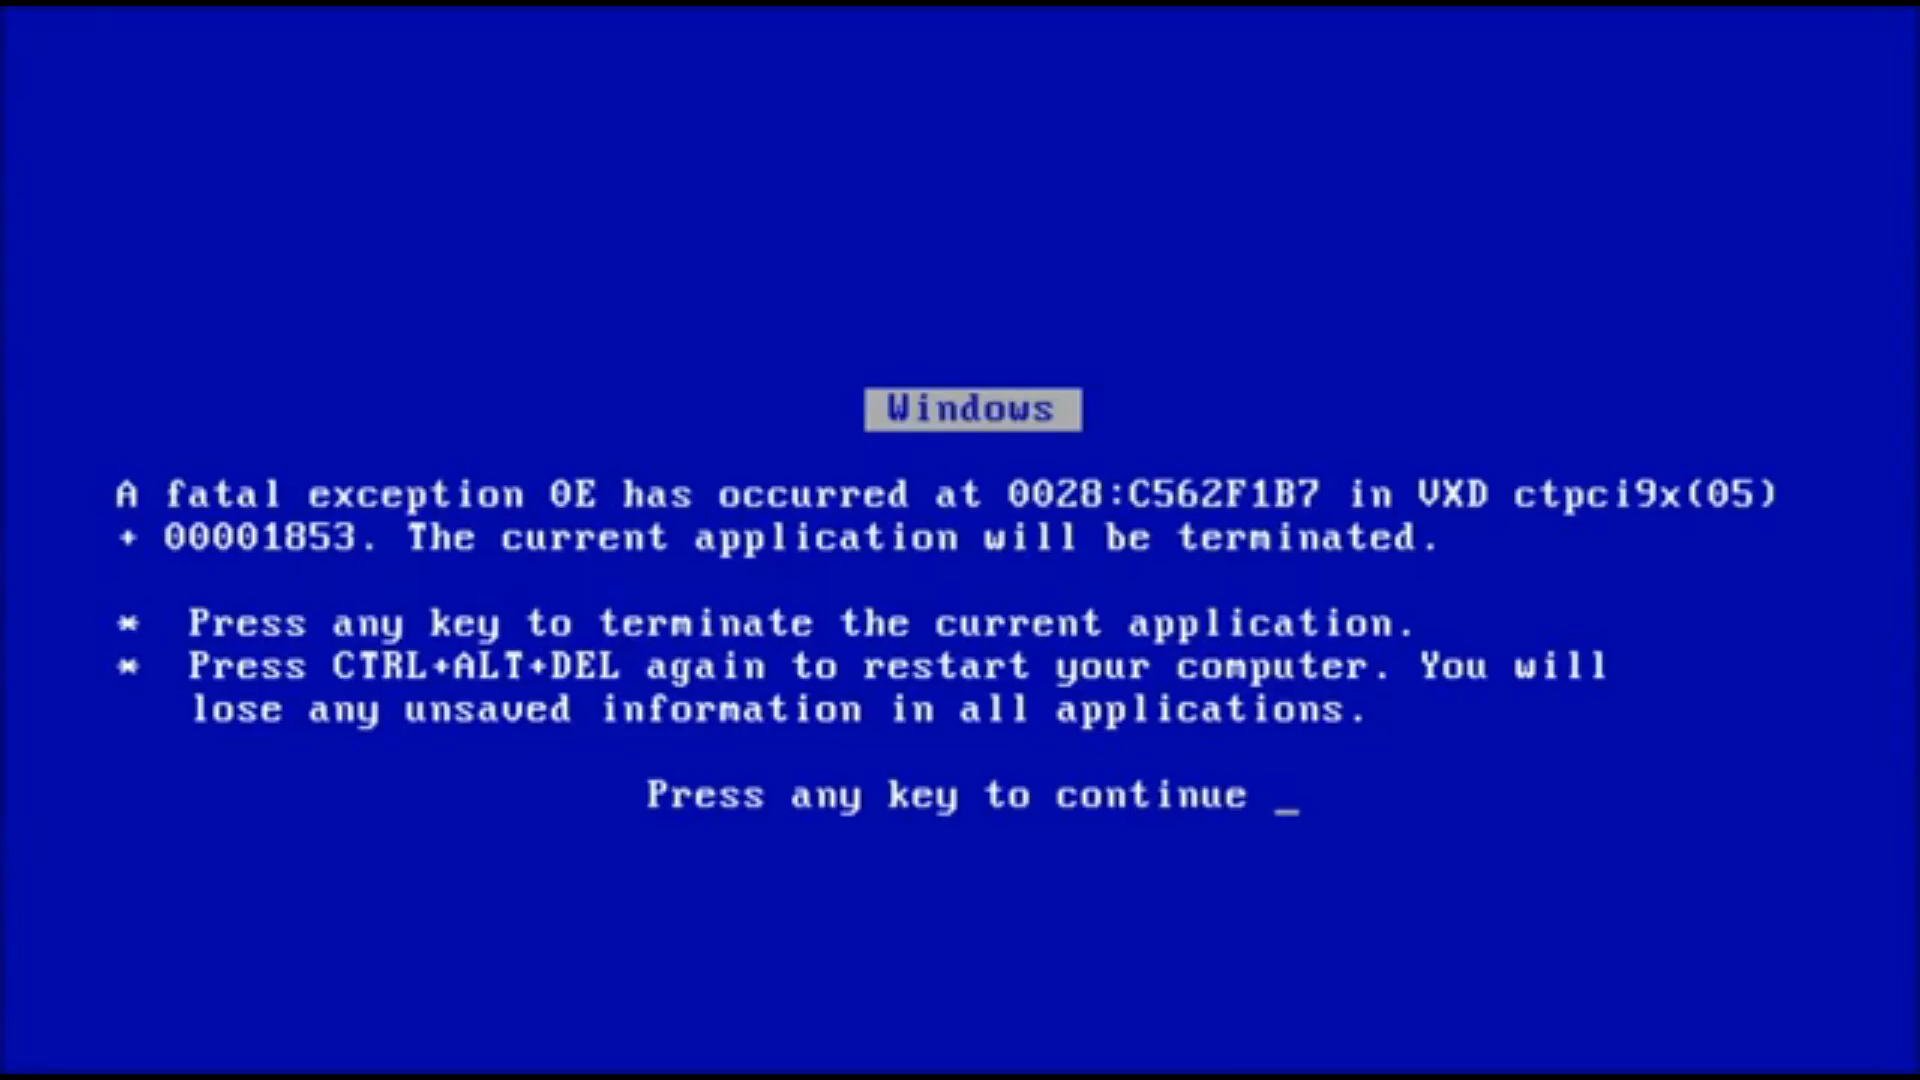 Windows
A fatal exception 0E has occurred at 0028:C562F1B7 in VXD ctpci9x(05)
+ 00001853. The current application will be terminated.
* Press any key to terminate the current application.
* Press CTRL+ALT+DEL again to restart your computer. You will
lose any unsaved information in all applications.
Press any key to continue _